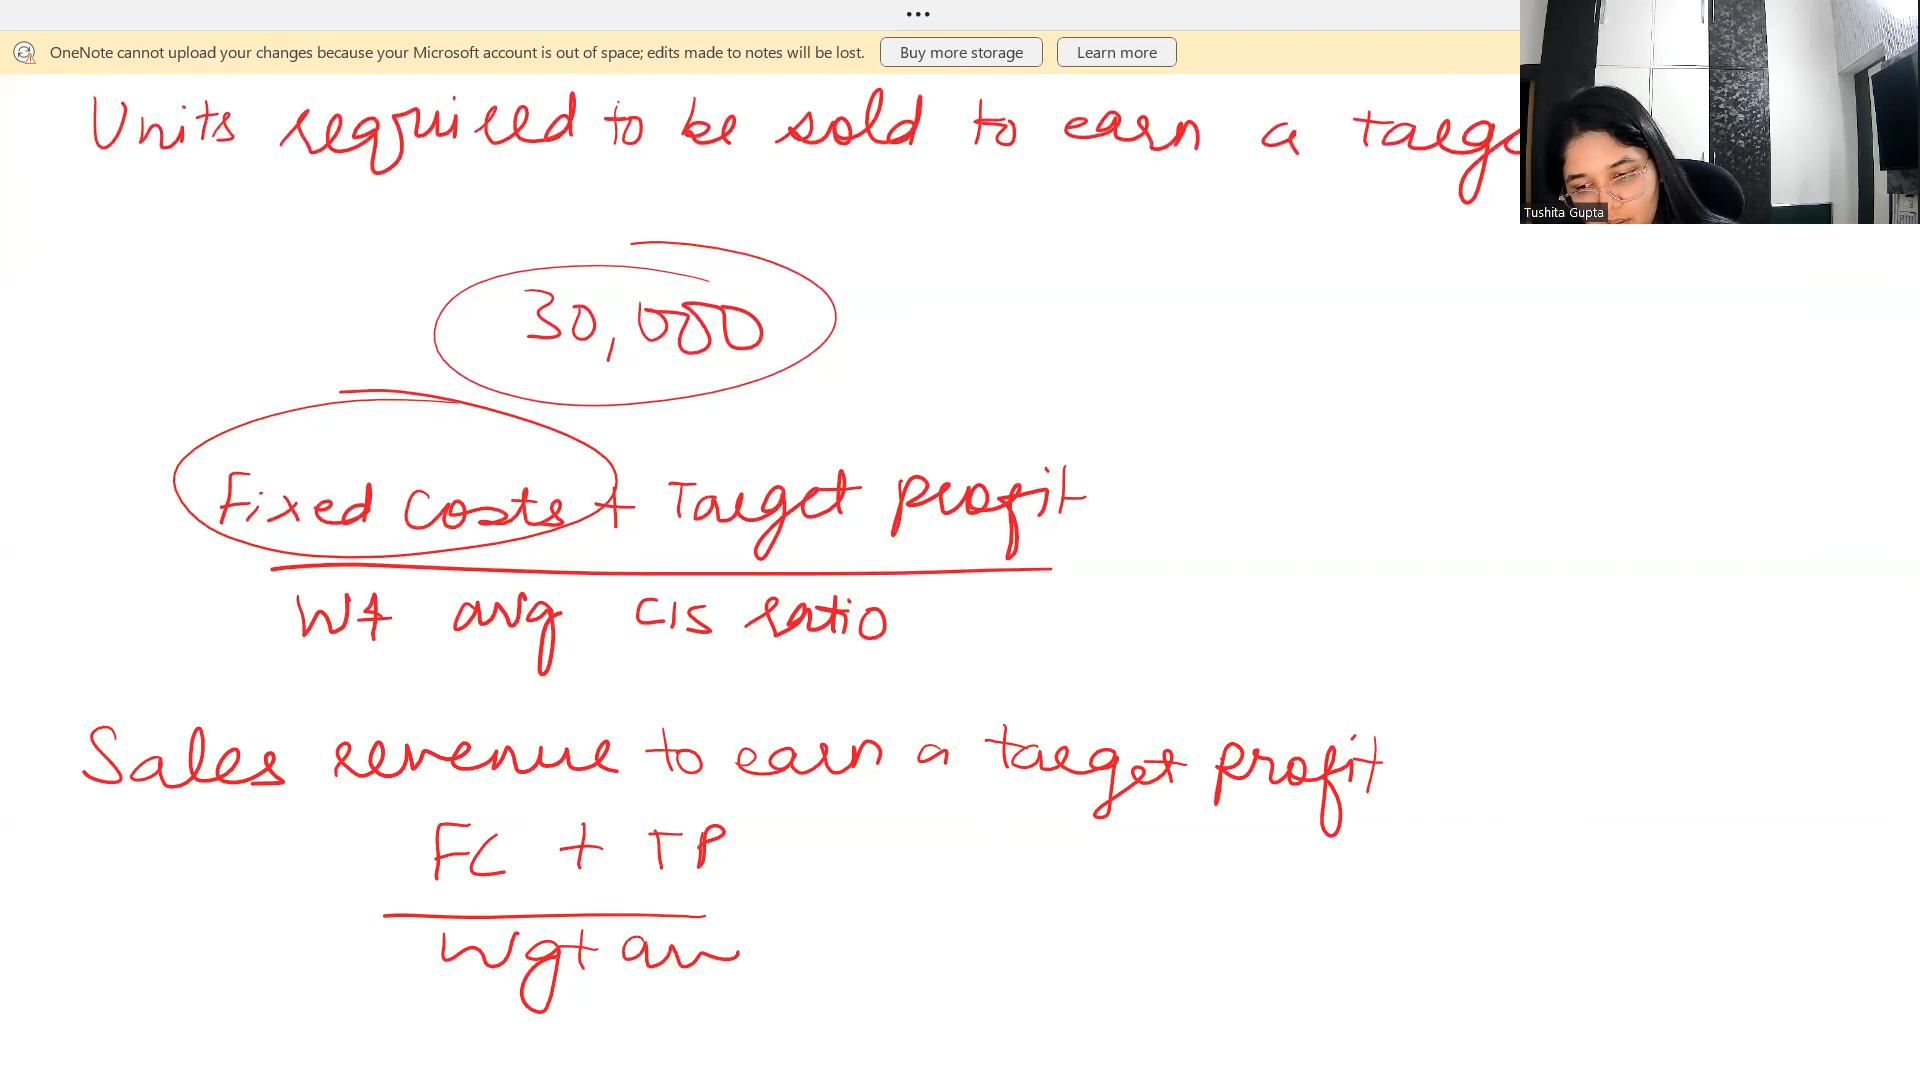 •••
OneNote cannot upload your changes because your Microsoft account is out of space; edits made to notes will be lost. Buy more storage Learn more
Units required to be sold to earn a targe
Tushita Gupta
30,000
Fixed costs + Target profit
Wt avg C/S ratio
Sales revenue to earn a target profit
FC + TP
Wgt av